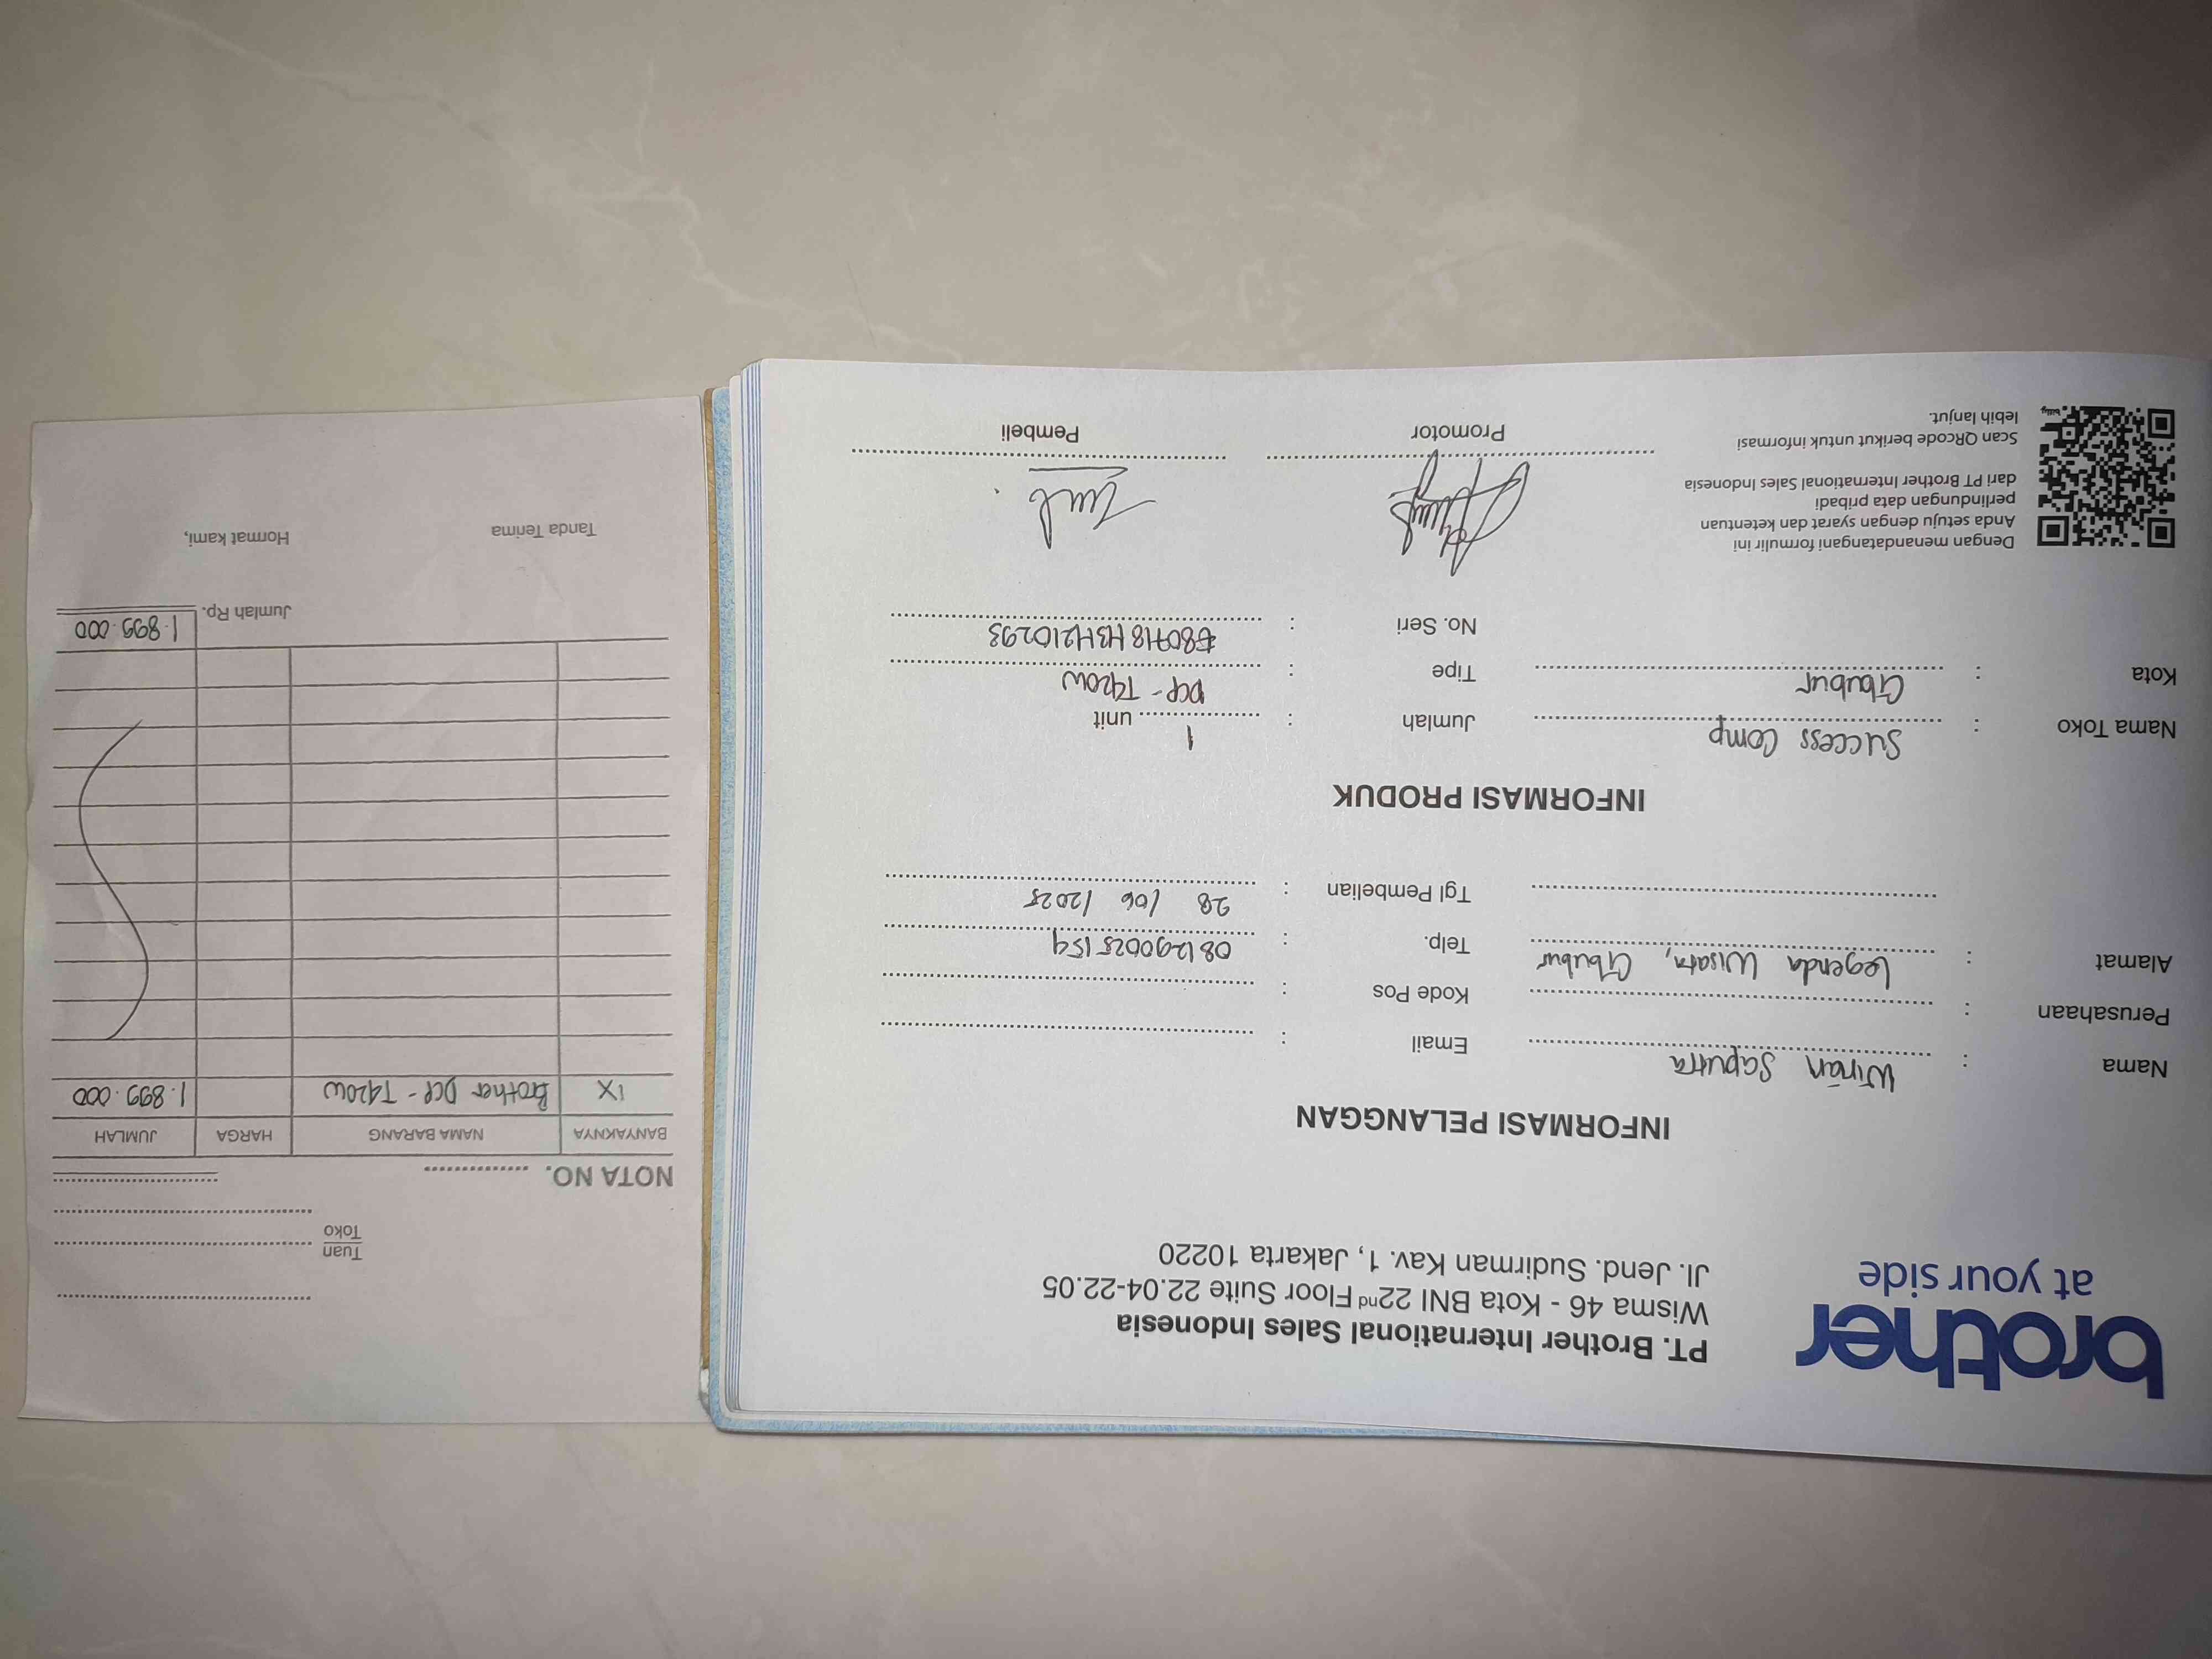 brother
at your side
PT. Brother International Sales Indonesia
Wisma 46 - Kota BNI 22nd Floor Suite 22.04-22.05
Jl. Jend. Sudirman Kav. 1, Jakarta 10220
INFORMASI PELANGGAN
Nama : Winan Saputra Email :
Perusahaan : Kode Pos :
Alamat : Legenda Wisata, Cibubur Telp. : 081290025154
Tgl Pembelian : 28 / 06 / 2025
INFORMASI PRODUK
Nama Toko : Success Comp Jumlah : 1 unit
Kota : Cibubur Tipe : DCP - T420W
No. Seri : E80718H3H210293
Dengan menandatangani formulir ini
Anda setuju dengan syarat dan ketentuan
perlindungan data pribadi
dari PT Brother International Sales Indonesia
Scan QRcode berikut untuk informasi
lebih lanjut.
Promotor Pembeli
Tuan
Toko
NOTA NO.
BANYAKNYA NAMA BARANG HARGA JUMLAH
1X Brother DCP - T420W 1.899.000
Jumlah Rp. 1.899.000
Tanda Terima Hormat kami,